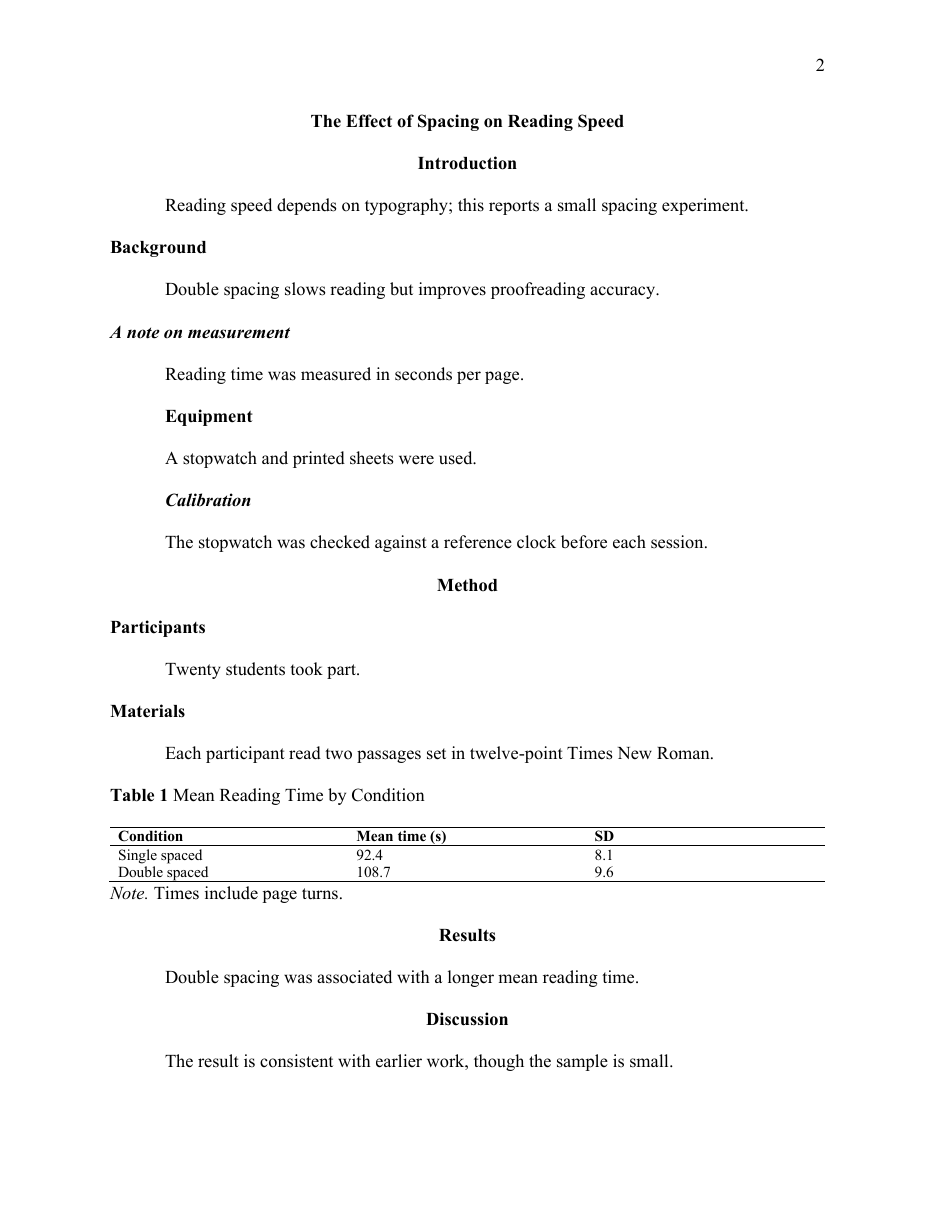 2
The Effect of Spacing on Reading Speed
Introduction
Reading speed depends on typography; this reports a small spacing experiment.
Background
Double spacing slows reading but improves proofreading accuracy.
A note on measurement
Reading time was measured in seconds per page.
Equipment
A stopwatch and printed sheets were used.
Calibration
The stopwatch was checked against a reference clock before each session.
Method
Participants
Twenty students took part.
Materials
Each participant read two passages set in twelve-point Times New Roman.
Table 1 Mean Reading Time by Condition
Condition Mean time (s) SD
Single spaced 92.4 8.1
Double spaced 108.7 9.6
Note. Times include page turns.
Results
Double spacing was associated with a longer mean reading time.
Discussion
The result is consistent with earlier work, though the sample is small.